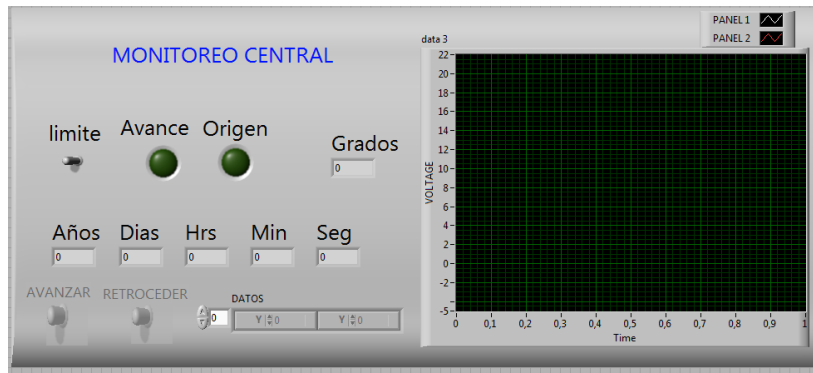 MONITOREO CENTRAL
limite Avance Origen
Grados
0
Años Dias Hrs Min Seg
0 0 0 0 0
AVANZAR RETROCEDER
DATOS
0 Y 0 Y 0
data 3
PANEL 1
PANEL 2
VOLTAGE
22
20
18
16
14
12
10
8
6
4
2
0
-2
-5
0 0,1 0,2 0,3 0,4 0,5 0,6 0,7 0,8 0,9 1
Time